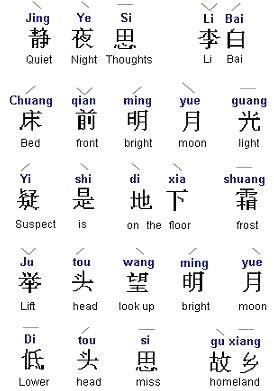 Jing Ye Si Li Bai
静 夜 思 李 白
Quiet Night Thoughts Li Bai
Chuang qian ming yue guang
床 前 明 月 光
Bed front bright moon light
Yi shi di xia shuang
疑 是 地 下 霜
Suspect is on the floor frost
Ju tou wang ming yue
举 头 望 明 月
Lift head look up bright moon
Di tou si gu xiang
低 头 思 故 乡
Lower head miss homeland